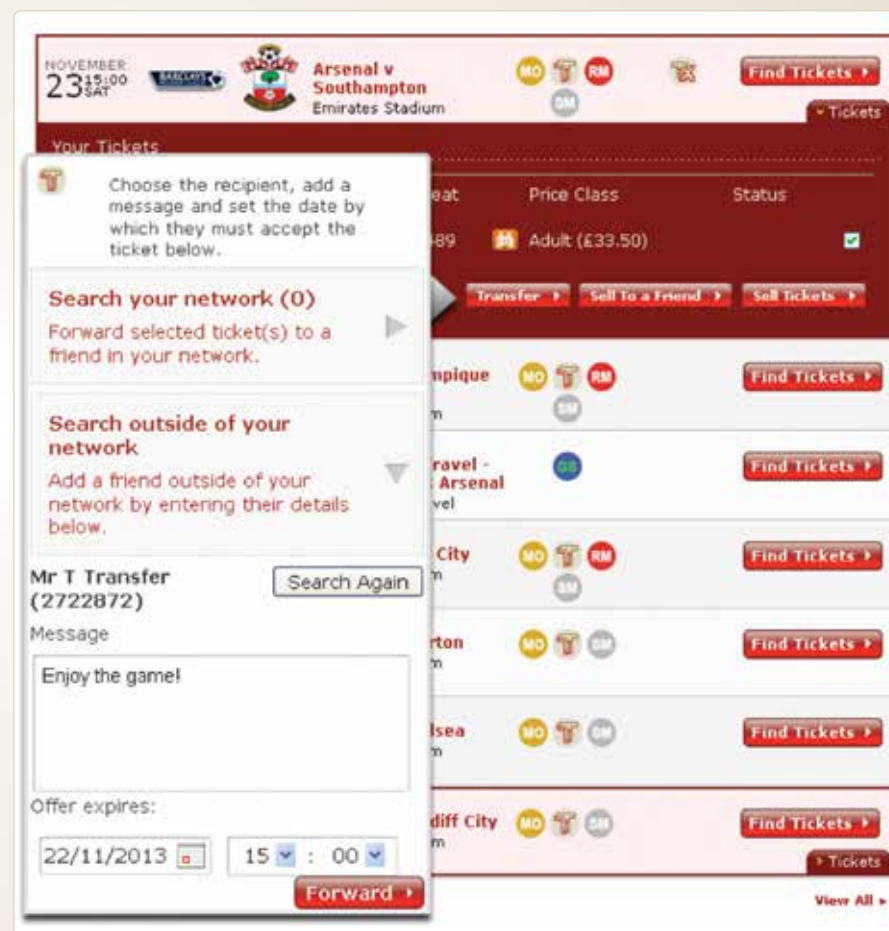 NOVEMBER
23 15:00
SAT
BARCLAYS
Arsenal v
Southampton
Emirates Stadium
MO RM
SM
Find Tickets
Tickets
Your Tickets
Choose the recipient, add a
message and set the date by
which they must accept the
ticket below.
eat Price Class Status
89 Adult (£33.50)
Transfer Sell To a Friend Sell Tickets
Search your network (0)
Forward selected ticket(s) to a
friend in your network.
Search outside of your
network
Add a friend outside of your
network by entering their details
below.
Mr T Transfer
(2722872)
Search Again
Message
Enjoy the game!
Offer expires:
22/11/2013 15 : 00
Forward
mpique
m
MO RM
SM
Find Tickets
ravel -
: Arsenal
vel
GS
Find Tickets
City
m
MO RM
SM
Find Tickets
rton
m
MO SM
Find Tickets
lsea
m
MO SM
Find Tickets
diff City
m
MO SM
Find Tickets
Tickets
View All